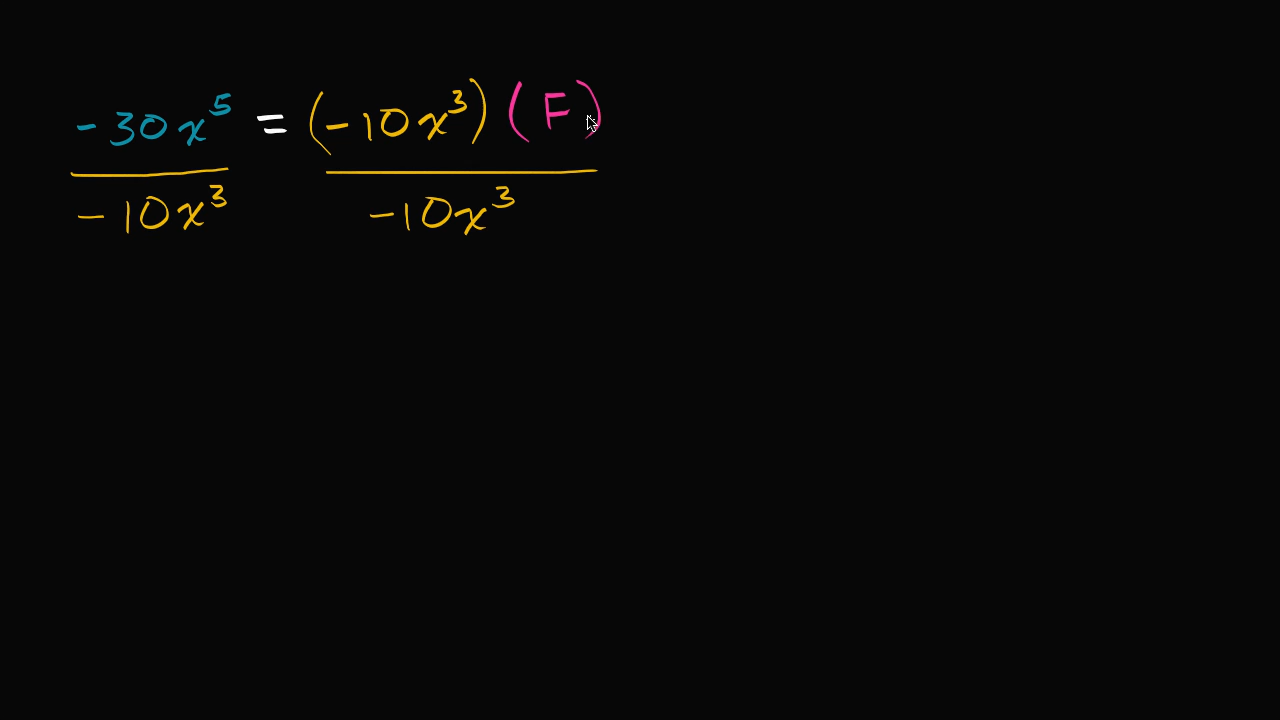 -30x⁵ = (-10x³) (F)
-10x³ -10x³